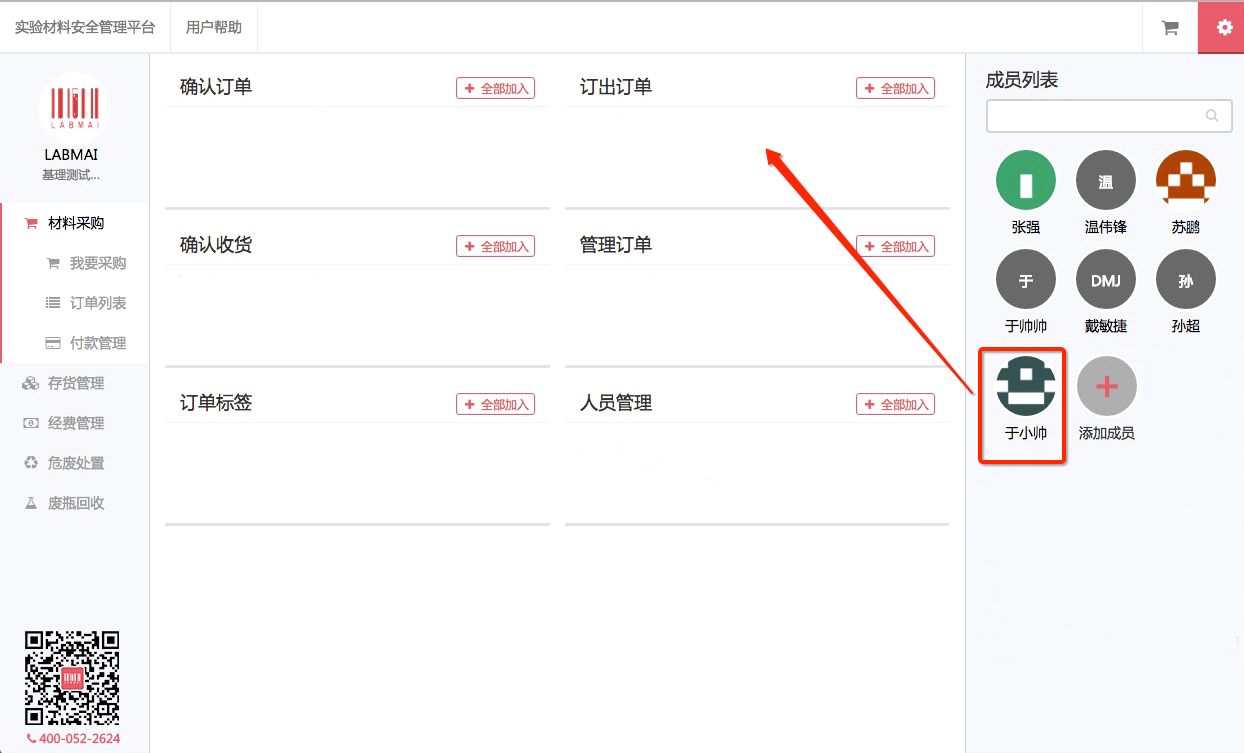 实验材料安全管理平台
用户帮助
LABMAI
LABMAI
基理测试...
材料采购
我要采购
订单列表
付款管理
存货管理
经费管理
危废处置
废瓶回收
400-052-2624
确认订单
全部加入
订出订单
全部加入
确认收货
全部加入
管理订单
全部加入
订单标签
全部加入
人员管理
全部加入
成员列表
温
张强 温伟锋 苏鹏
于 DMJ 孙
于帅帅 戴敏捷 孙超
于小帅 添加成员